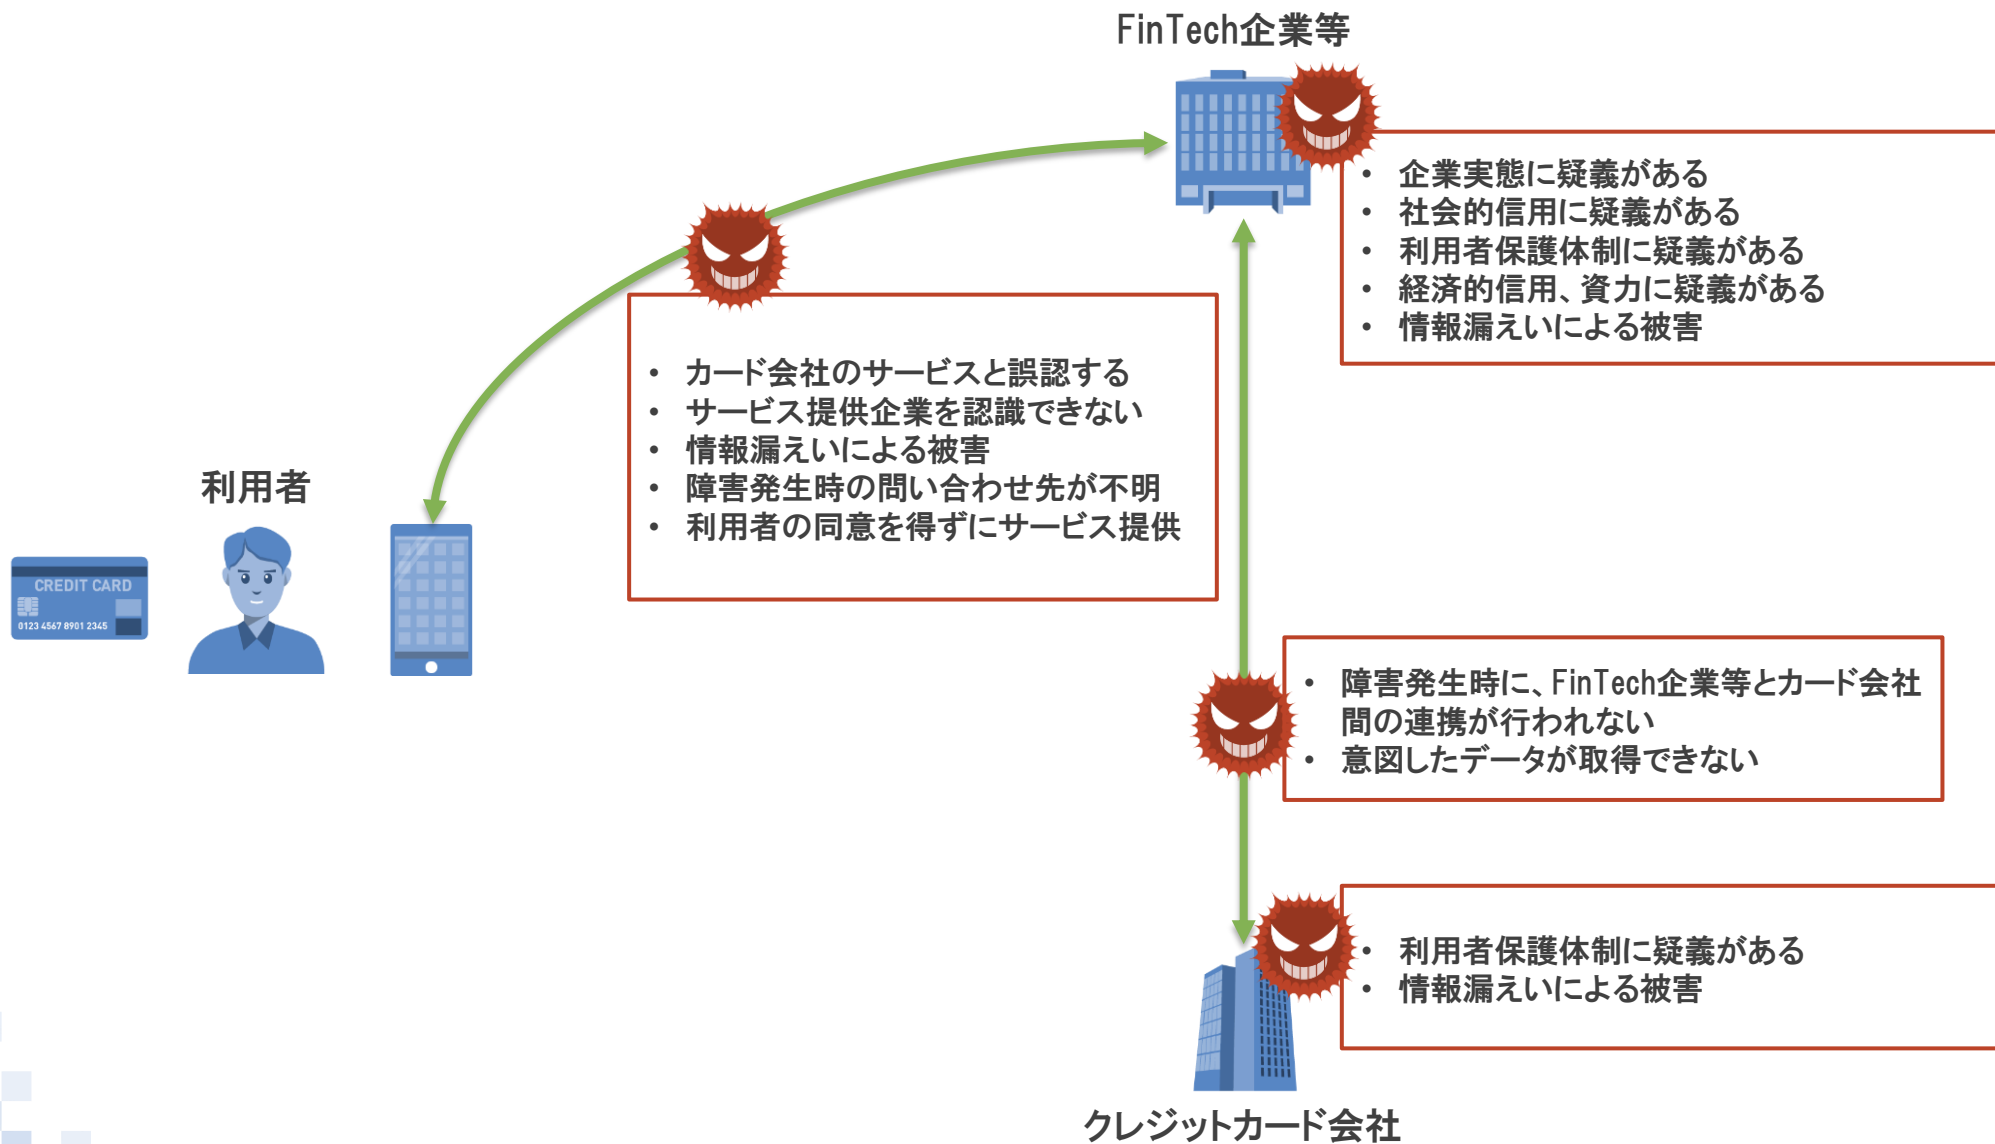 FinTech企業等
• 企業実態に疑義がある
• 社会的信用に疑義がある
• 利用者保護体制に疑義がある
• 経済的信用、資力に疑義がある
• 情報漏えいによる被害
• カード会社のサービスと誤認する
• サービス提供企業を認識できない
• 情報漏えいによる被害
• 障害発生時の問い合わせ先が不明
• 利用者の同意を得ずにサービス提供
利用者
CREDIT CARD
0123 4567 8901 2345
• 障害発生時に、FinTech企業等とカード会社
間の連携が行われない
• 意図したデータが取得できない
• 利用者保護体制に疑義がある
• 情報漏えいによる被害
クレジットカード会社